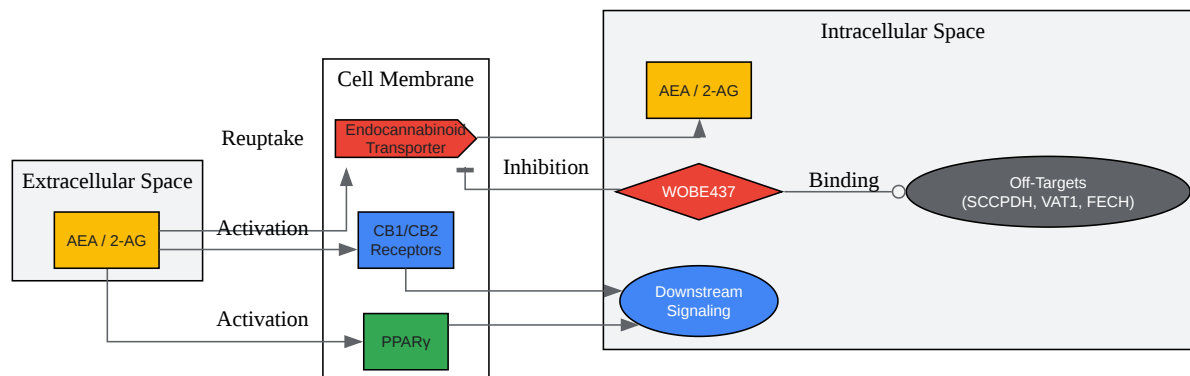 Intracellular Space
Cell Membrane
AEA / 2-AG
Endocannabinoid
Transporter
Reuptake
Inhibition
Extracellular Space
WOBE437
Binding
Off-Targets
(SCCPDH, VAT1, FECH)
AEA / 2-AG
Activation
CB1/CB2
Receptors
Downstream
Signaling
Activation
PPARγ